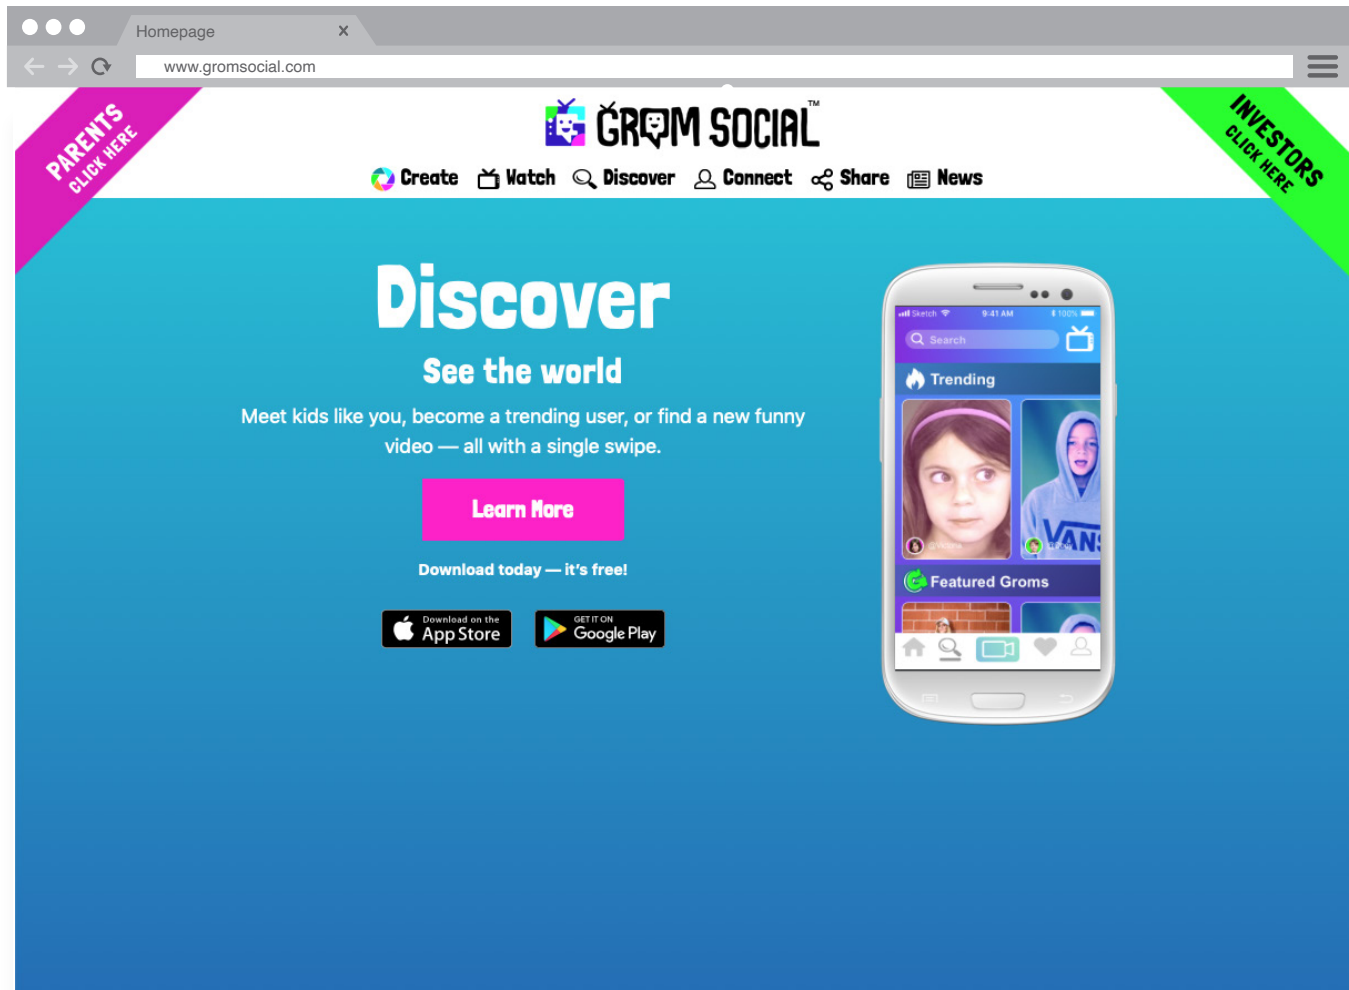 Homepage
www.gromsocial.com
PARENTS
CLICK HERE
GROM SOCIAL™
INVESTORS
CLICK HERE
Create Watch Discover Connect Share News
Discover
See the world
Meet kids like you, become a trending user, or find a new funny
video — all with a single swipe.
Learn More
Download today — it's free!
Download on the
App Store
GET IT ON
Google Play
Sketch 9:41 AM 100%
Search
Trending
VANS
Featured Groms